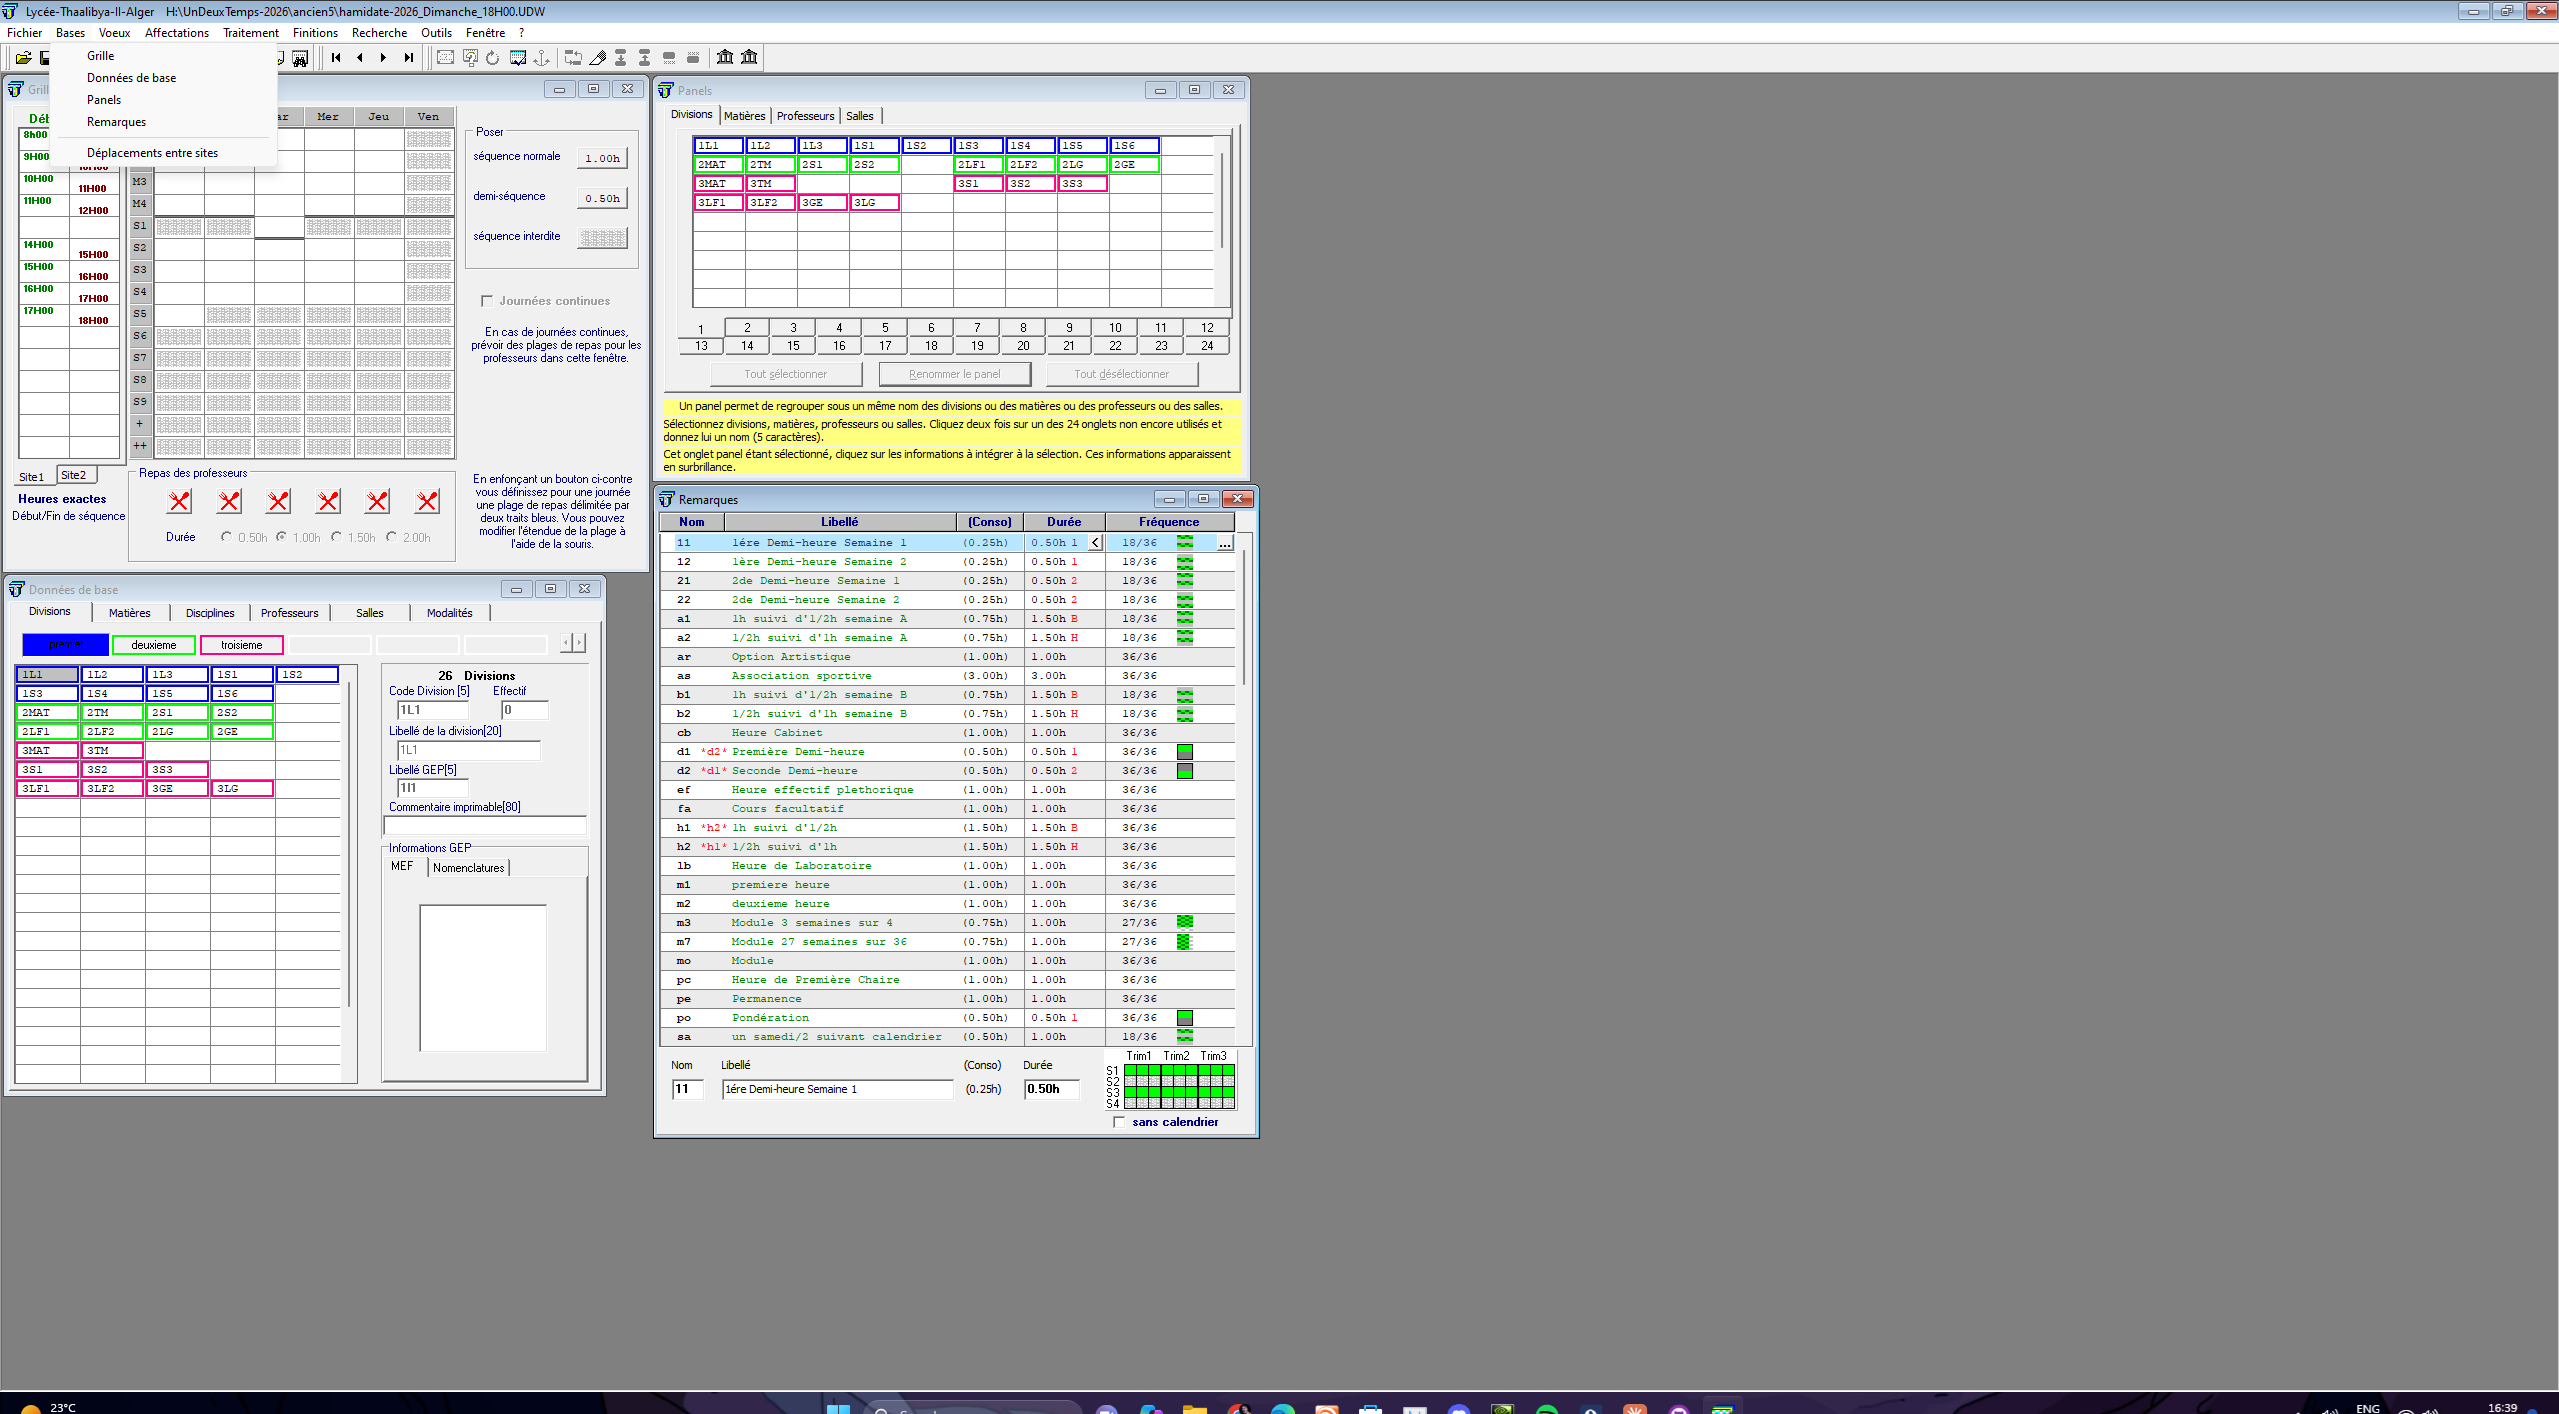 Lycée-Thaalibya-II-Alger H:\UnDeuxTemps-2026\ancien5\hamidate-2026_Dimanche_18H00.UDW
Fichier Bases Voeux Affectations Traitement Finitions Recherche Outils Fenêtre ?
Grille
Données de base
Panels
Remarques
Déplacements entre sites
Mer Jeu Ven
8h00
9H00
10H00 11H00 M3
11H00 12H00 M4
S1
14H00 15H00 S2
15H00 16H00 S3
16H00 17H00 S4
17H00 18H00 S5
S6
S7
S8
S9
+
++
Site1 Site2
Heures exactes
Début/Fin de séquence
Repas des professeurs
Durée 0.50h 1.00h 1.50h 2.00h
Poser
séquence normale 1.00h
demi-séquence 0.50h
séquence interdite
Journées continues
En cas de journées continues,
prévoir des plages de repas pour les
professeurs dans cette fenêtre.
En enfonçant un bouton ci-contre
vous définissez pour une journée
une plage de repas délimitée par
deux traits bleus. Vous pouvez
modifier l'étendue de la plage à
l'aide de la souris.
Panels
Divisions Matières Professeurs Salles
1L1 1L2 1L3 1S1 1S2 1S3 1S4 1S5 1S6
2MAT 2TM 2S1 2S2 2LF1 2LF2 2LG 2GE
3MAT 3TM 3S1 3S2 3S3
3LF1 3LF2 3GE 3LG
1 2 3 4 5 6 7 8 9 10 11 12
13 14 15 16 17 18 19 20 21 22 23 24
Tout sélectionner Renommer le panel Tout désélectionner
Un panel permet de regrouper sous un même nom des divisions ou des matières ou des professeurs ou des salles.
Sélectionnez divisions, matières, professeurs ou salles. Cliquez deux fois sur un des 24 onglets non encore utilisés et
donnez lui un nom (5 caractères).
Cet onglet panel étant sélectionné, cliquez sur les informations à intégrer à la sélection. Ces informations apparaissent
en surbrillance.
Données de base
Divisions Matières Disciplines Professeurs Salles Modalités
premier deuxieme troisieme
1L1 1L2 1L3 1S1 1S2
1S3 1S4 1S5 1S6
2MAT 2TM 2S1 2S2
2LF1 2LF2 2LG 2GE
3MAT 3TM
3S1 3S2 3S3
3LF1 3LF2 3GE 3LG
26 Divisions
Code Division [5] Effectif
1L1 0
Libellé de la division[20]
1L1
Libellé GEP[5]
1l1
Commentaire imprimable[80]
Informations GEP
MEF Nomenclatures
Remarques
Nom Libellé (Conso) Durée Fréquence
11 1ére Demi-heure Semaine 1 (0.25h) 0.50h 1 < 18/36 ...
12 1ère Demi-heure Semaine 2 (0.25h) 0.50h 1 18/36
21 2de Demi-heure Semaine 1 (0.25h) 0.50h 2 18/36
22 2de Demi-heure Semaine 2 (0.25h) 0.50h 2 18/36
a1 1h suivi d'1/2h semaine A (0.75h) 1.50h B 18/36
a2 1/2h suivi d'1h semaine A (0.75h) 1.50h H 18/36
ar Option Artistique (1.00h) 1.00h 36/36
as Association sportive (3.00h) 3.00h 36/36
b1 1h suivi d'1/2h semaine B (0.75h) 1.50h B 18/36
b2 1/2h suivi d'1h semaine B (0.75h) 1.50h H 18/36
cb Heure Cabinet (1.00h) 1.00h 36/36
d1 *d2* Première Demi-heure (0.50h) 0.50h 1 36/36
d2 *d1* Seconde Demi-heure (0.50h) 0.50h 2 36/36
ef Heure effectif plethorique (1.00h) 1.00h 36/36
fa Cours facultatif (1.00h) 1.00h 36/36
h1 *h2* 1h suivi d'1/2h (1.50h) 1.50h B 36/36
h2 *h1* 1/2h suivi d'1h (1.50h) 1.50h H 36/36
lb Heure de Laboratoire (1.00h) 1.00h 36/36
m1 premiere heure (1.00h) 1.00h 36/36
m2 deuxieme heure (1.00h) 1.00h 36/36
m3 Module 3 semaines sur 4 (0.75h) 1.00h 27/36
m7 Module 27 semaines sur 36 (0.75h) 1.00h 27/36
mo Module (1.00h) 1.00h 36/36
pc Heure de Première Chaire (1.00h) 1.00h 36/36
pe Permanence (1.00h) 1.00h 36/36
po Pondération (0.50h) 0.50h 1 36/36
sa un samedi/2 suivant calendrier (0.50h) 1.00h 18/36
Nom Libellé (Conso) Durée
11 1ére Demi-heure Semaine 1 (0.25h) 0.50h
Trim1 Trim2 Trim3
S1
S2
S3
S4
sans calendrier
23°C
ENG
16:39